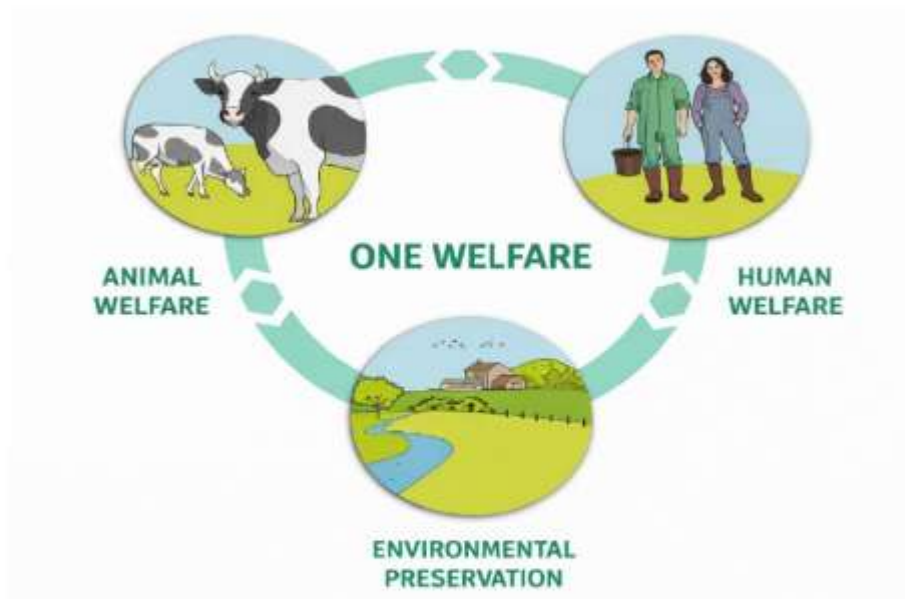 ONE WELFARE
ANIMAL
WELFARE
HUMAN
WELFARE
ENVIRONMENTAL
PRESERVATION